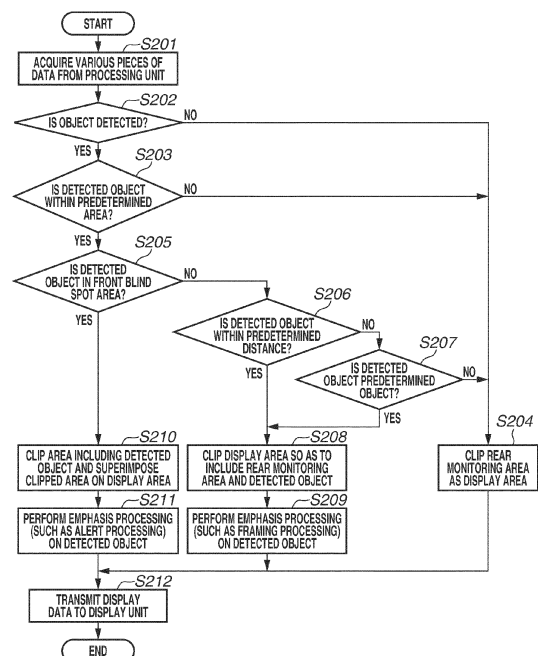 START
S201
ACQUIRE VARIOUS PIECES OF
DATA FROM PROCESSING UNIT
S202
IS OBJECT DETECTED?
NO
YES
S203
IS DETECTED OBJECT
WITHIN PREDETERMINED
AREA?
NO
YES
S205
IS DETECTED
OBJECT IN FRONT BLIND
SPOT AREA?
NO
YES
S206
IS DETECTED OBJECT
WITHIN PREDETERMINED
DISTANCE?
NO
YES
S207
IS DETECTED
OBJECT PREDETERMINED
OBJECT?
NO
YES
S210
CLIP AREA INCLUDING DETECTED
OBJECT AND SUPERIMPOSE
CLIPPED AREA ON DISPLAY AREA
S208
CLIP DISPLAY AREA SO AS TO
INCLUDE REAR MONITORING
AREA AND DETECTED OBJECT
S204
CLIP REAR
MONITORING AREA
AS DISPLAY AREA
S211
PERFORM EMPHASIS PROCESSING
(SUCH AS ALERT PROCESSING)
ON DETECTED OBJECT
S209
PERFORM EMPHASIS PROCESSING
(SUCH AS FRAMING PROCESSING)
ON DETECTED OBJECT
S212
TRANSMIT DISPLAY
DATA TO DISPLAY UNIT
END